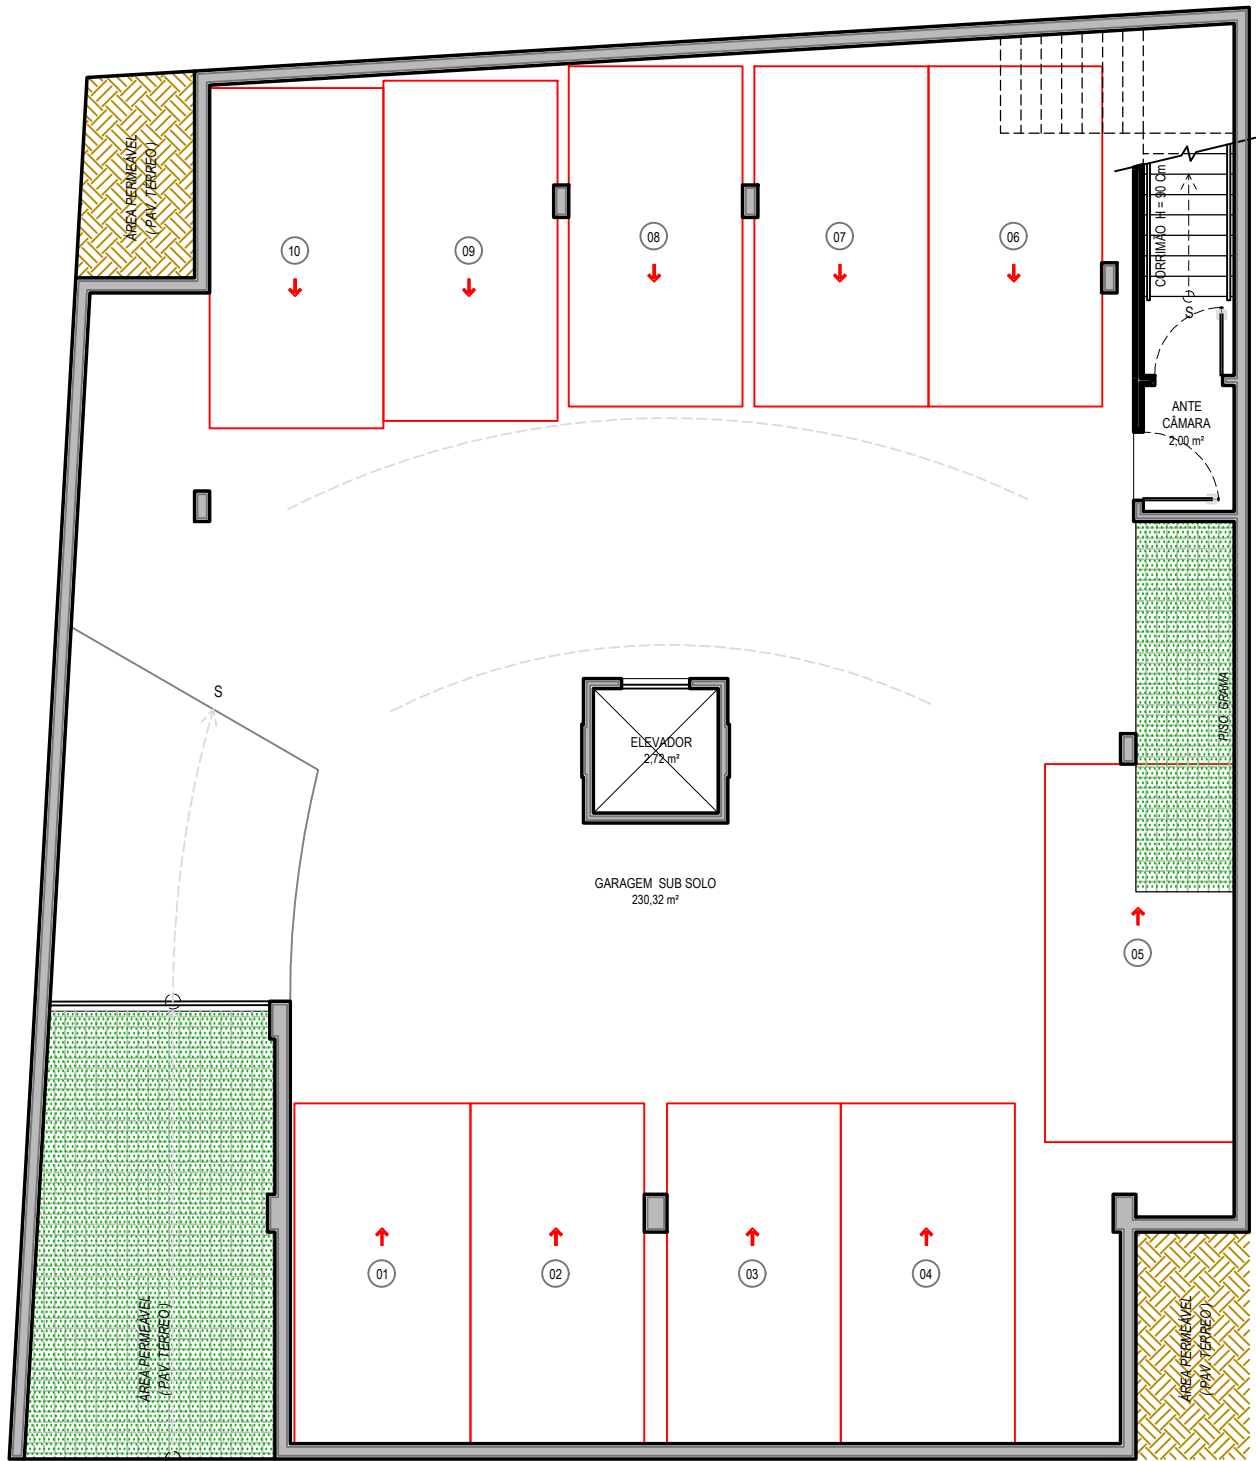 ÁREA PERMEÁVEL
( PAV. TÉRREO )
10
09
08
07
06
CORRIMÃO H = 90 Cm
S
ANTE
CÂMARA
2,00 m²
S
ELEVADOR
2,72 m²
PISO GRAMA
GARAGEM SUB SOLO
230,32 m²
05
01
02
03
04
ÁREA PERMEÁVEL
( PAV. TÉRREO )
ÁREA PERMEÁVEL
( PAV. TÉRREO )